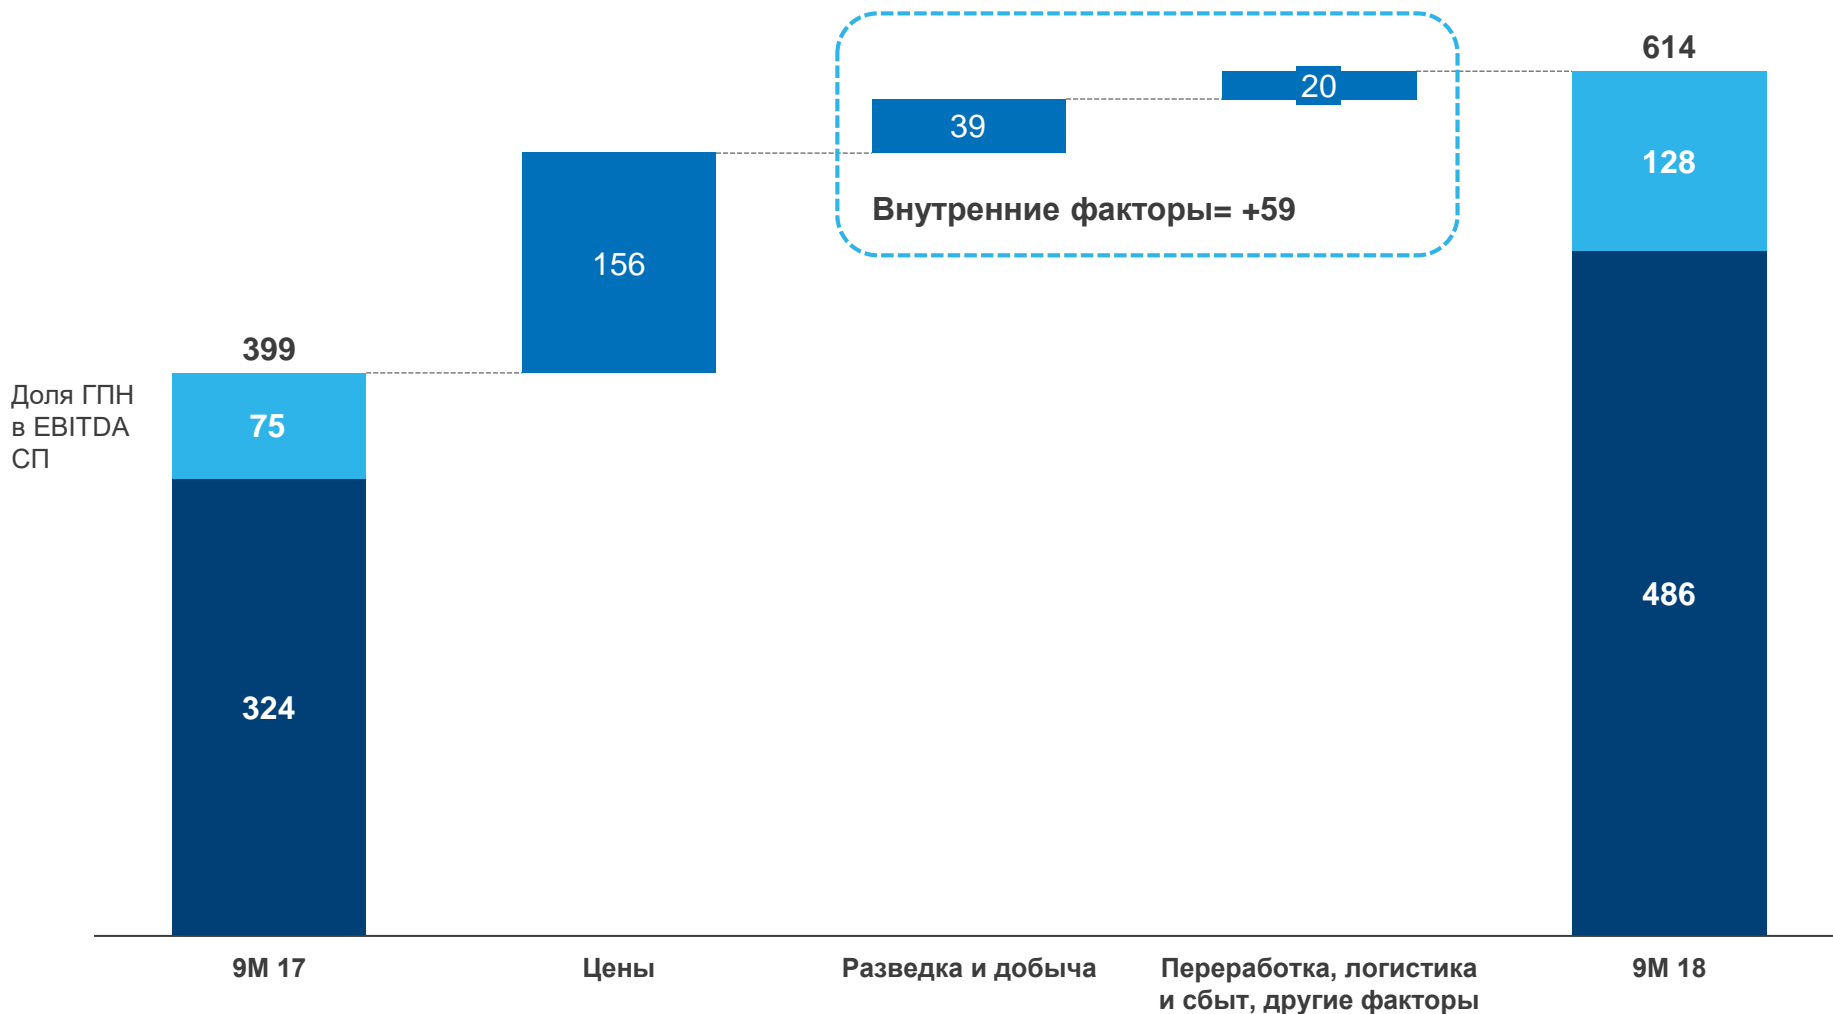 614
20
39
128
Внутренние факторы= +59
156
399
Доля ГПН
в EBITDA
СП
75
486
324
9М 17
Цены
Разведка и добыча
Переработка, логистика
и сбыт, другие факторы
9М 18